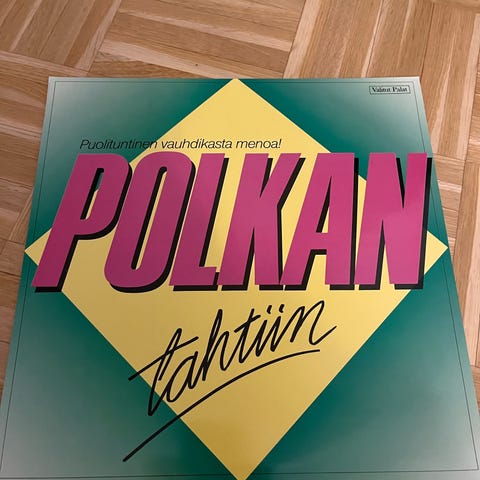 Valitut Palat
Puolituntinen vauhdikasta menoa!
POLKAN
tahtiin